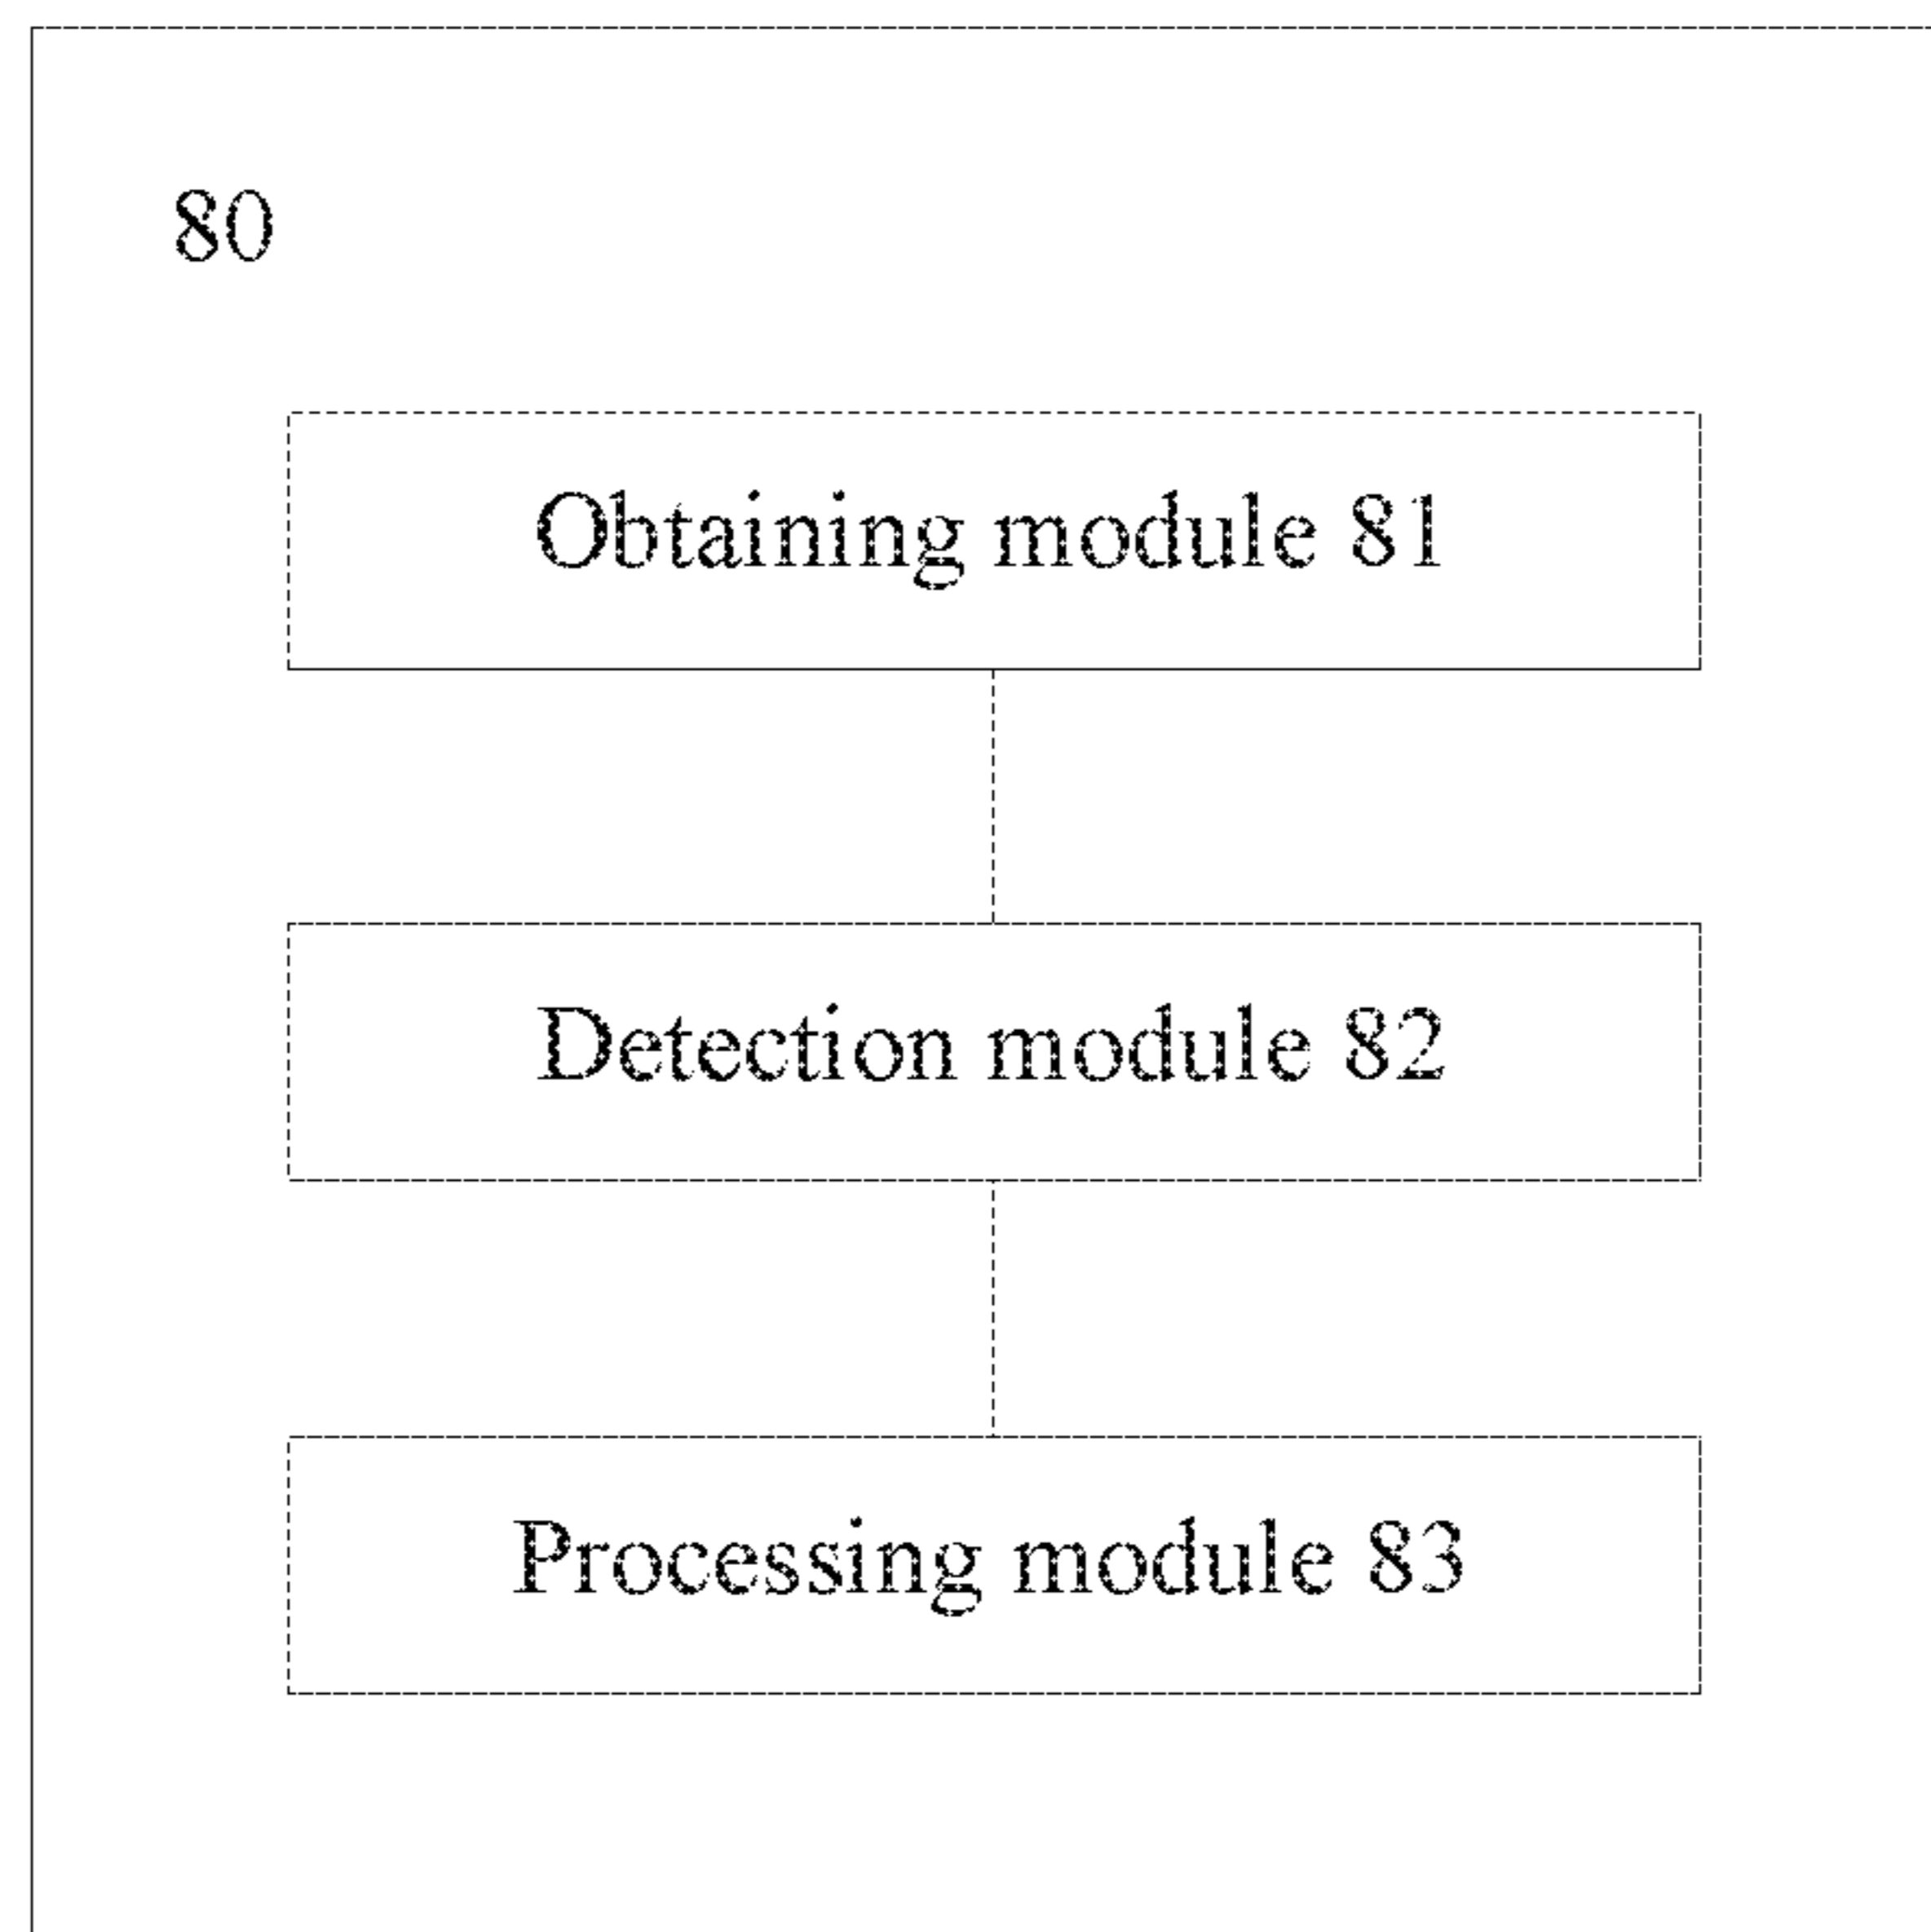 80
Obtaining module 81
Detection module 82
Processing module 83